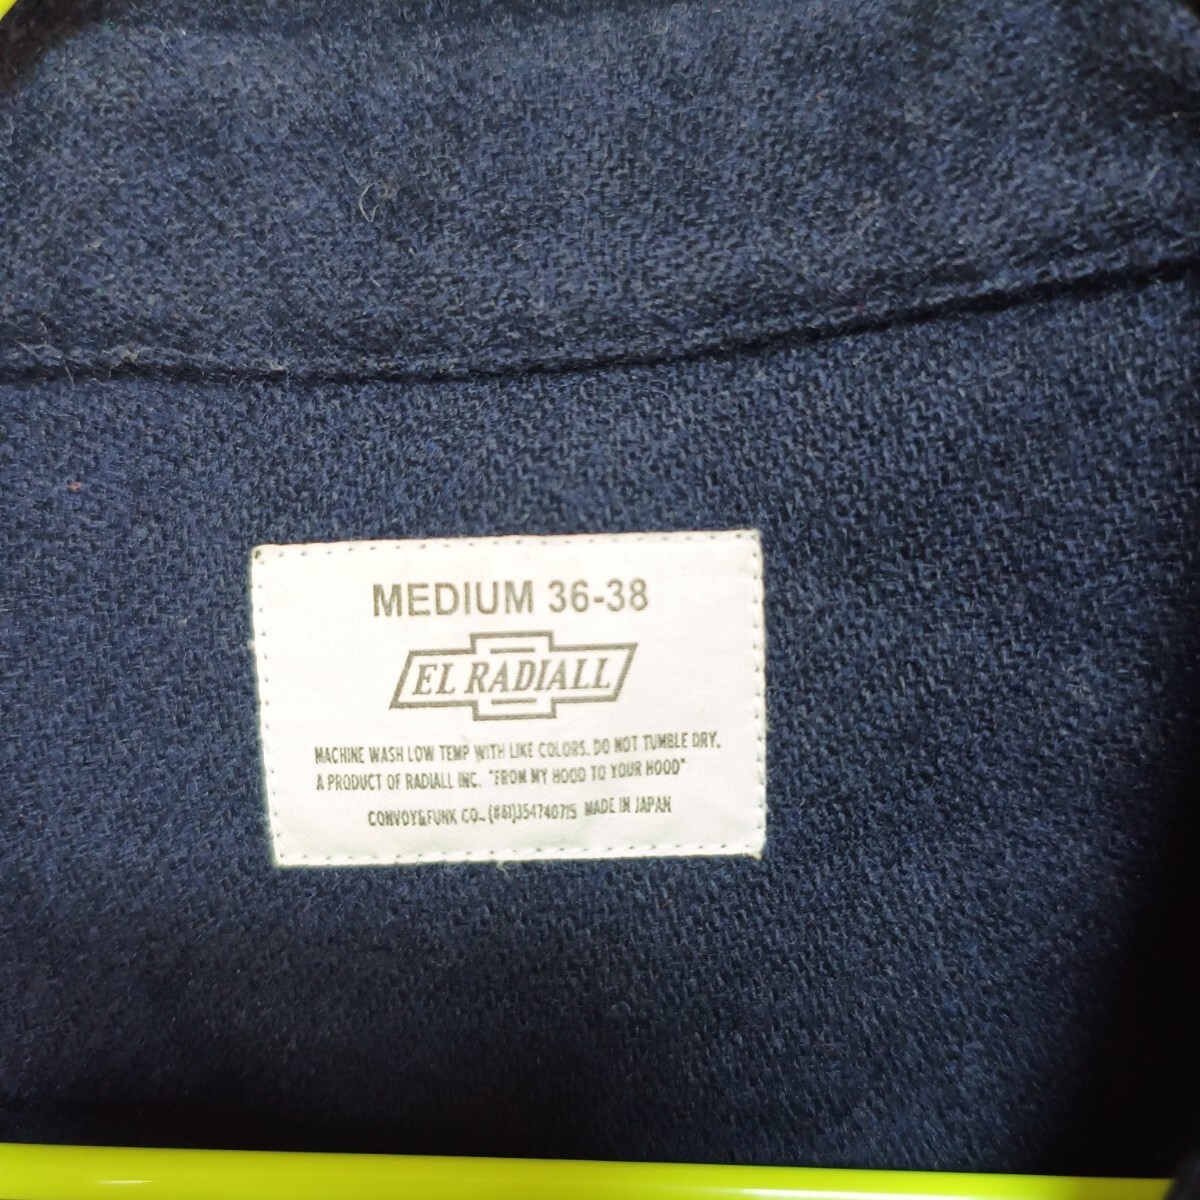 MEDIUM 36-38
EL RADIALL
MACHINE WASH LOW TEMP WITH LIKE COLORS. DO NOT TUMBLE DRY.
A PRODUCT OF RADIALL INC. "FROM MY HOOD TO YOUR HOOD"
CONVOY&FUNK CO., (#81)354740715 MADE IN JAPAN